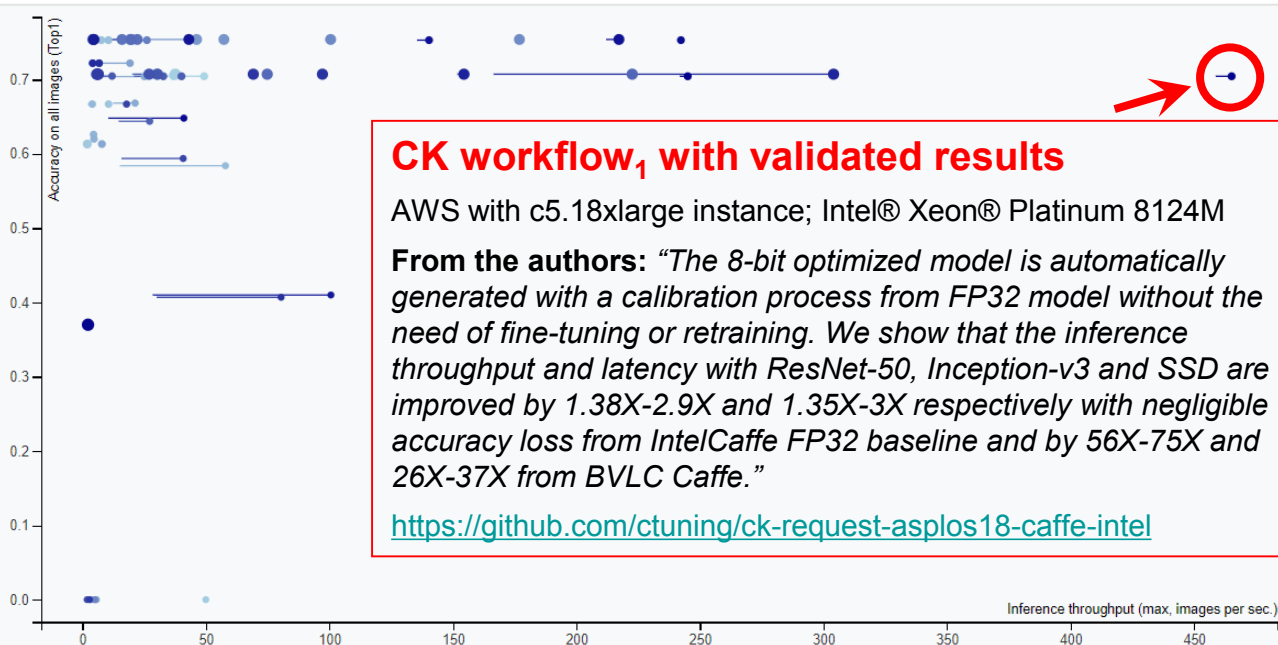 Accuracy on all images (Top1)
0.7
0.6
0.5
0.4
0.3
0.2
0.1
0.0
CK workflow₁ with validated results
AWS with c5.18xlarge instance; Intel® Xeon® Platinum 8124M
From the authors: “The 8-bit optimized model is automatically
generated with a calibration process from FP32 model without the
need of fine-tuning or retraining. We show that the inference
throughput and latency with ResNet-50, Inception-v3 and SSD are
improved by 1.38X-2.9X and 1.35X-3X respectively with negligible
accuracy loss from IntelCaffe FP32 baseline and by 56X-75X and
26X-37X from BVLC Caffe.”
https://github.com/ctuning/ck-request-asplos18-caffe-intel
Inference throughput (max, images per sec.)
0 50 100 150 200 250 300 350 400 450